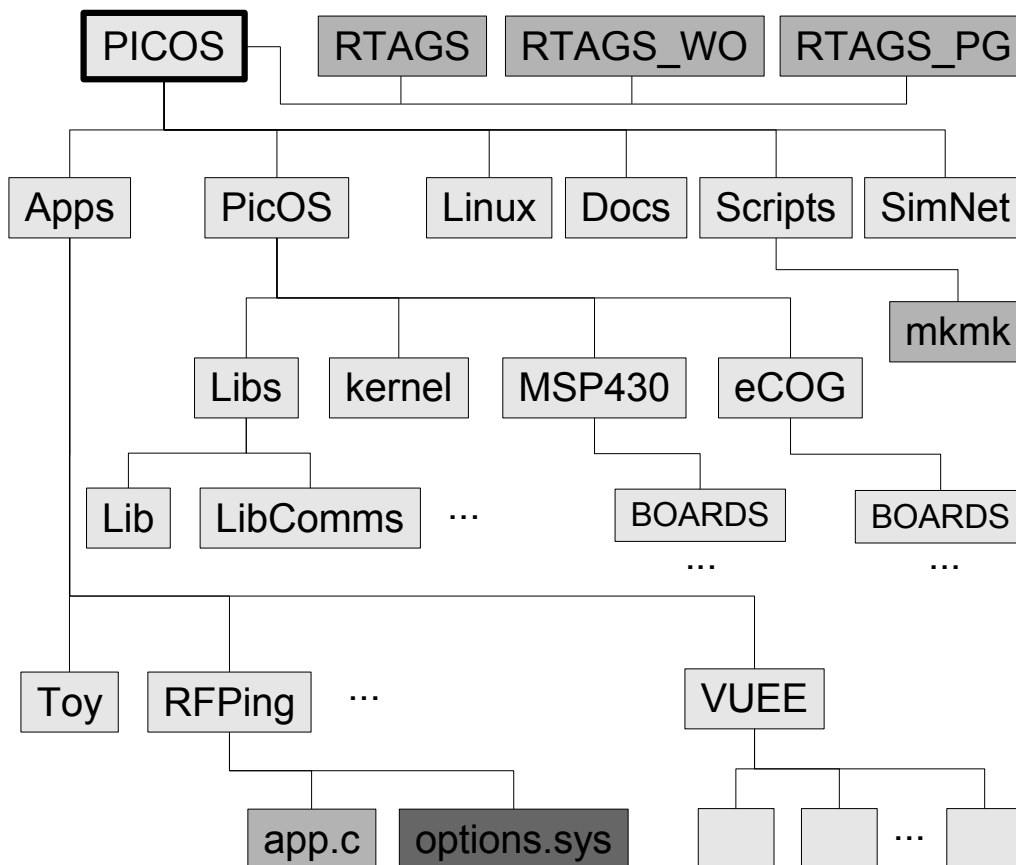 PICOS RTAGS RTAGS_WO RTAGS_PG
Apps PicOS Linux Docs Scripts SimNet
mkmk
Libs kernel MSP430 eCOG
Lib LibComms ... BOARDS BOARDS
... ...
Toy RFPing ... VUEE
app.c options.sys ...